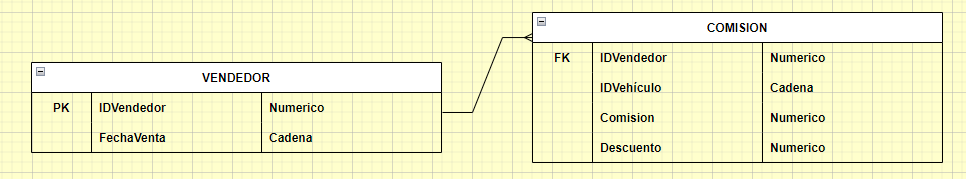 VENDEDOR
PK IDVendedor Numerico
FechaVenta Cadena
COMISION
FK IDVendedor Numerico
IDVehículo Cadena
Comision Numerico
Descuento Numerico